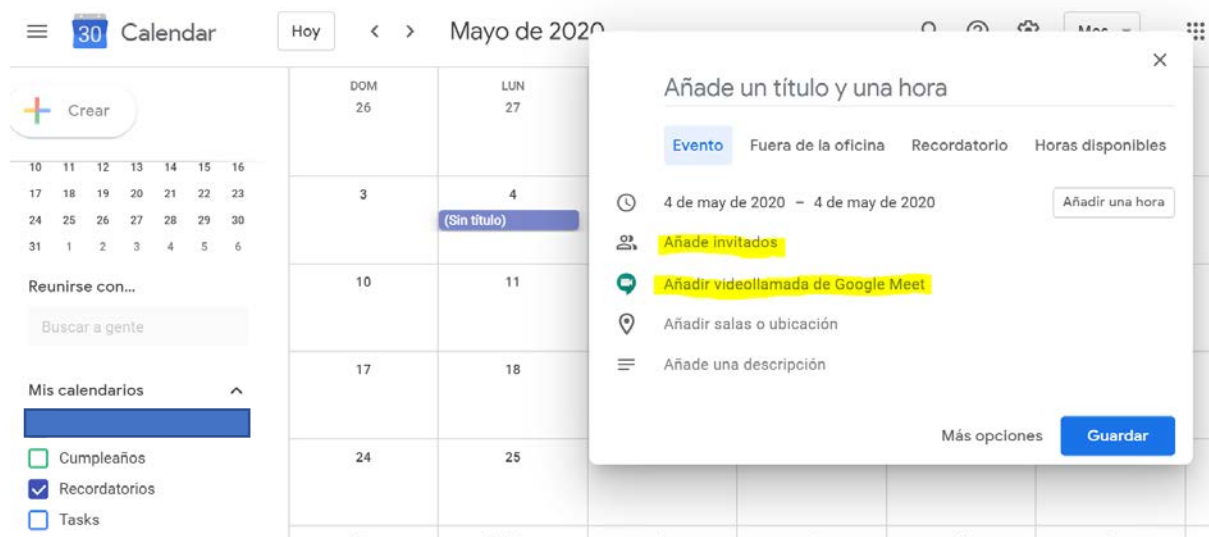 30 Calendar Hoy < > Mayo de 2020
Crear
10 11 12 13 14 15 16
17 18 19 20 21 22 23
24 25 26 27 28 29 30
31 1 2 3 4 5 6
Reunirse con...
Buscar a gente
Mis calendarios
Cumpleaños
Recordatorios
Tasks
DOM LUN
26 27
3 4
(Sin título)
10 11
17 18
24 25
Añade un título y una hora
Evento Fuera de la oficina Recordatorio Horas disponibles
4 de may de 2020 – 4 de may de 2020 Añadir una hora
Añade invitados
Añadir videollamada de Google Meet
Añadir salas o ubicación
Añade una descripción
Más opciones Guardar